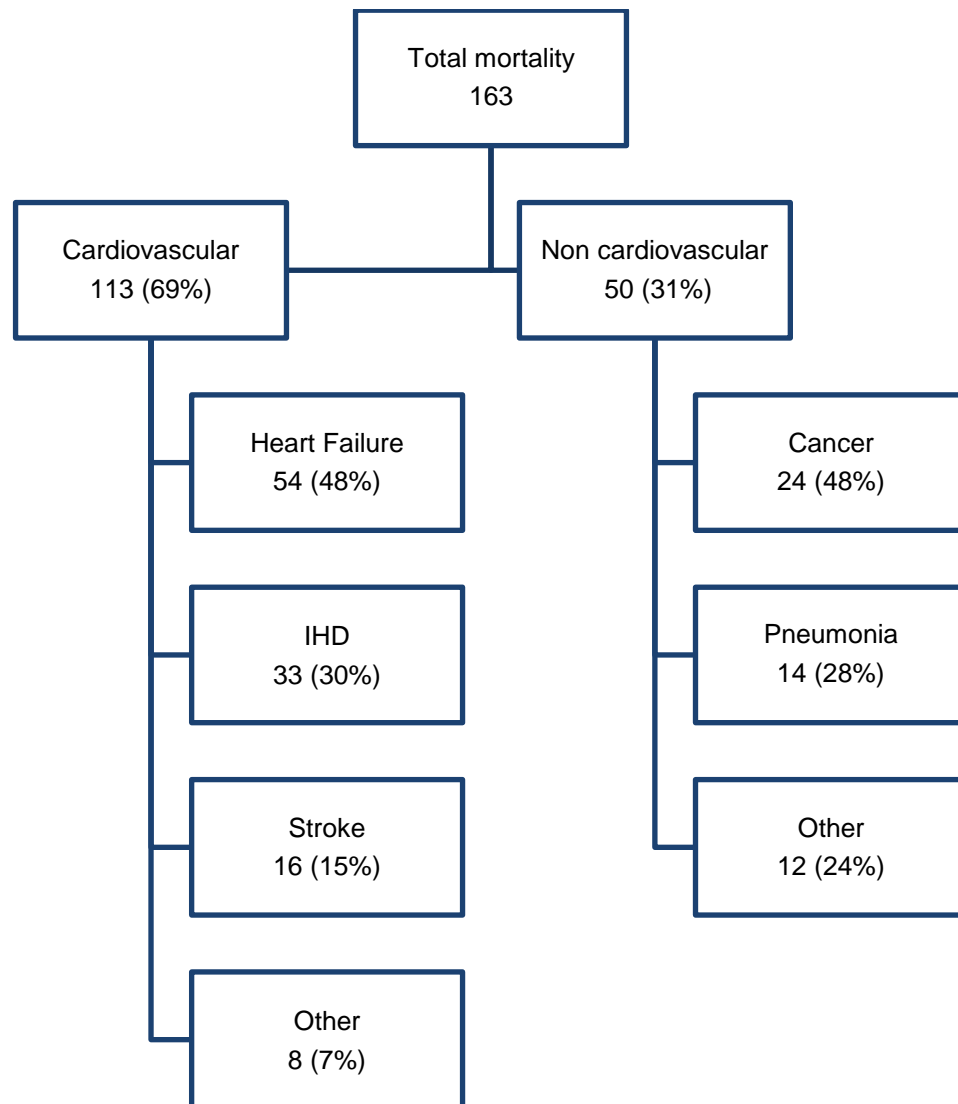 Total mortality
163
Cardiovascular
113 (69%)
Non cardiovascular
50 (31%)
Heart Failure
54 (48%)
Cancer
24 (48%)
IHD
33 (30%)
Pneumonia
14 (28%)
Stroke
16 (15%)
Other
12 (24%)
Other
8 (7%)